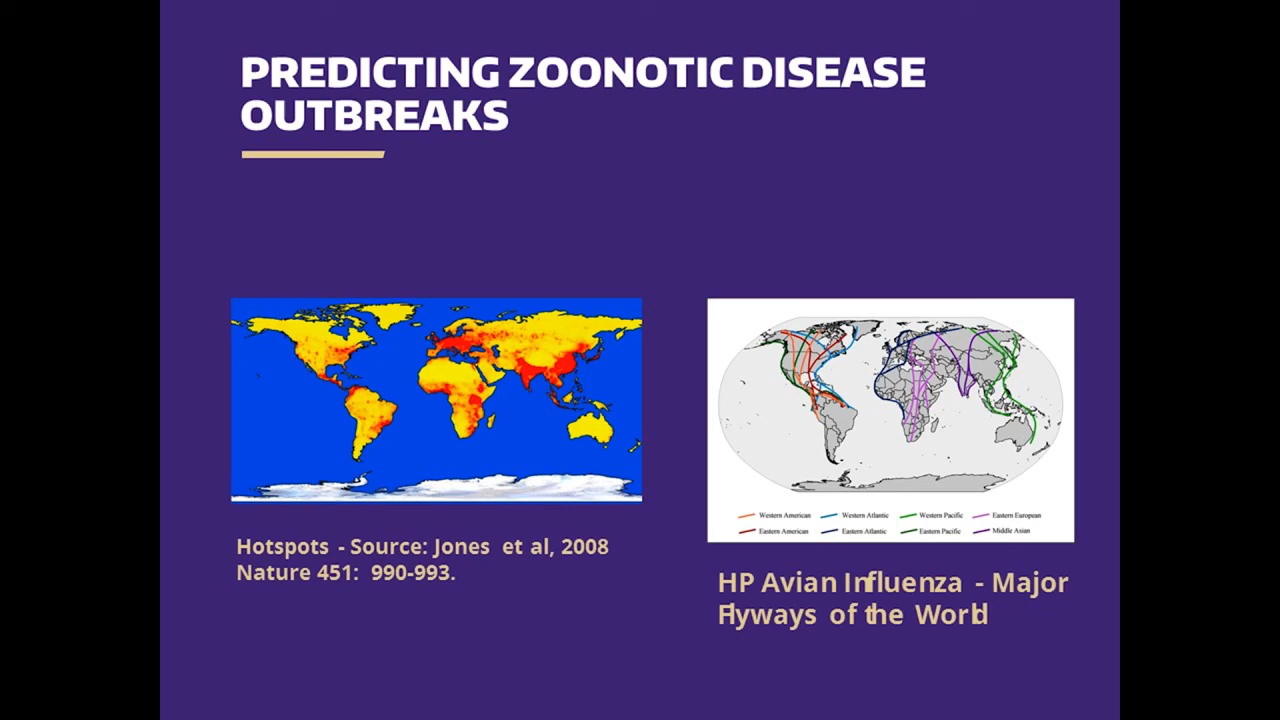 PREDICTING ZOONOTIC DISEASE
OUTBREAKS
Hotspots - Source: Jones et al, 2008
Nature 451: 990-993.
Western American
Western Atlantic
Western Pacific
Eastern European
Eastern American
Eastern Atlantic
Eastern Pacific
Middle Asian
HP Avian Influenza - Major
Flyways of the World